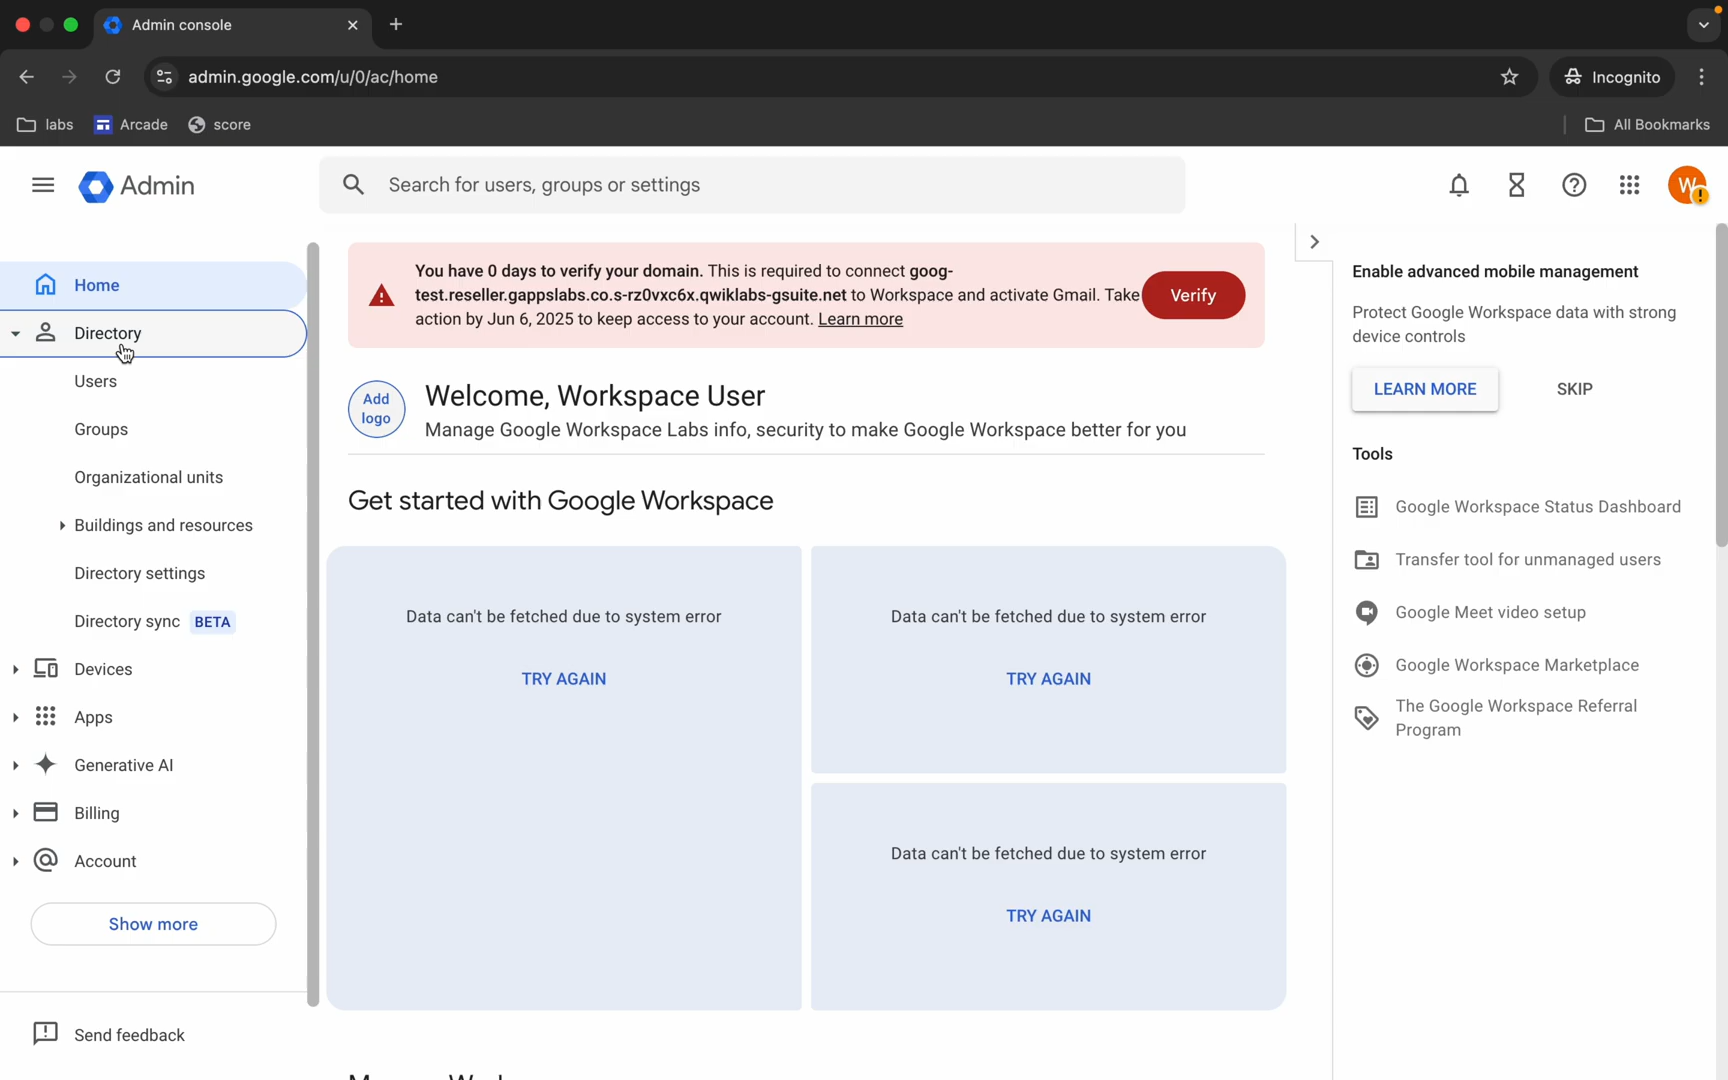 Admin console
admin.google.com/u/0/ac/home
Incognito
labs
Arcade
score
All Bookmarks
Admin
Search for users, groups or settings
W
Home
Directory
Users
Groups
Organizational units
Buildings and resources
Directory settings
Directory sync BETA
Devices
Apps
Generative AI
Billing
Account
Show more
Send feedback
You have 0 days to verify your domain. This is required to connect goog-
test.reseller.gappslabs.co.s-rz0vxc6x.qwiklabs-gsuite.net to Workspace and activate Gmail. Take
action by Jun 6, 2025 to keep access to your account. Learn more
Verify
Add
logo
Welcome, Workspace User
Manage Google Workspace Labs info, security to make Google Workspace better for you
Get started with Google Workspace
Data can't be fetched due to system error
TRY AGAIN
Data can't be fetched due to system error
TRY AGAIN
Data can't be fetched due to system error
TRY AGAIN
Enable advanced mobile management
Protect Google Workspace data with strong
device controls
LEARN MORE
SKIP
Tools
Google Workspace Status Dashboard
Transfer tool for unmanaged users
Google Meet video setup
Google Workspace Marketplace
The Google Workspace Referral
Program